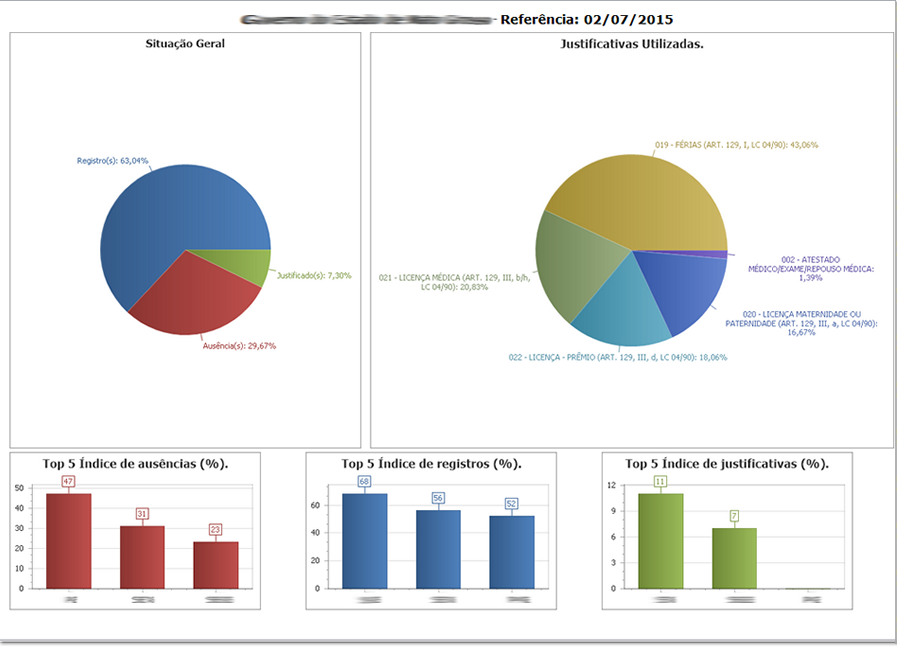 - Referência: 02/07/2015
Situação Geral
Registro(s): 63,04%
Justificado(s): 7,30%
Ausência(s): 29,67%
Justificativas Utilizadas.
019 - FÉRIAS (ART. 129, I, LC 04/90): 43,06%
002 - ATESTADO
MÉDICO/EXAME/REPOUSO MÉDICA:
1,39%
021 - LICENÇA MÉDICA (ART. 129, III, b/h,
LC 04/90): 20,83%
020 - LICENÇA MATERNIDADE OU
PATERNIDADE (ART. 129, III, a, LC 04/90):
16,67%
022 - LICENÇA - PRÊMIO (ART. 129, III, d, LC 04/90): 18,06%
Top 5 Índice de ausências (%).
50
40
30
20
10
0
47
31
23
Top 5 Índice de registros (%).
60
40
20
0
68
56
52
Top 5 Índice de justificativas (%).
12
9
6
3
0
11
7